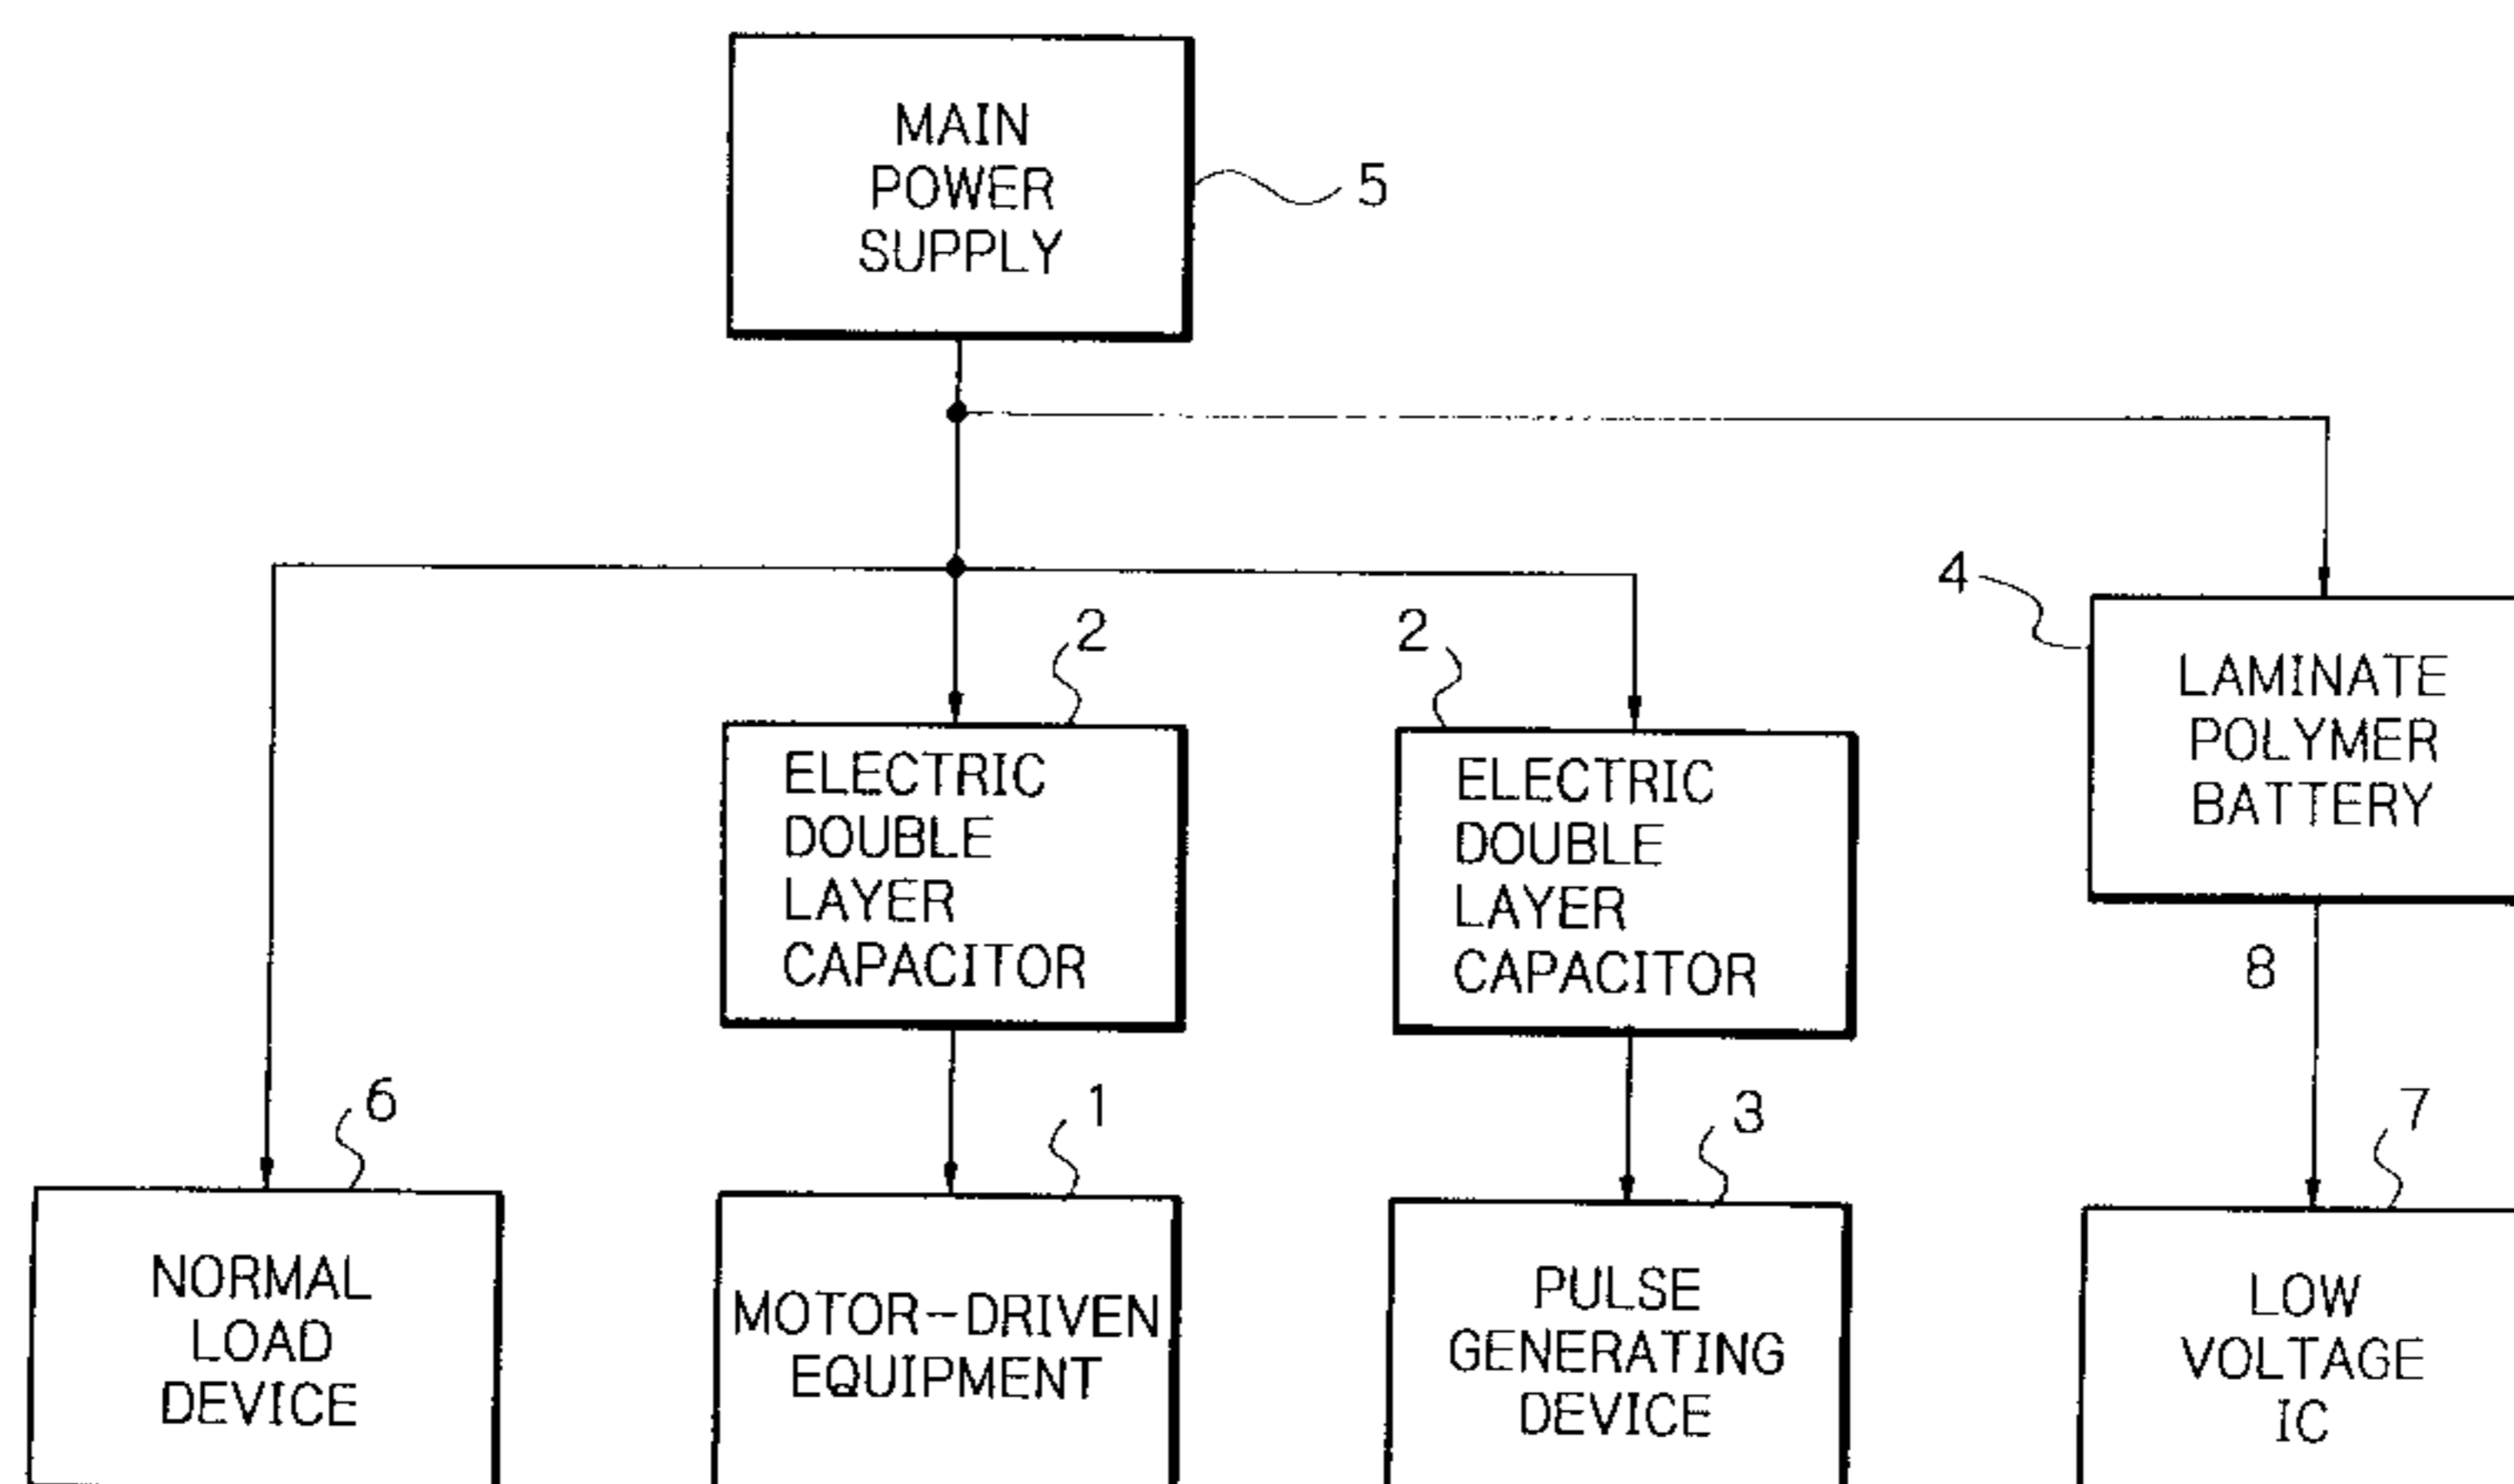 MAIN
POWER
SUPPLY
5
2
2
4
ELECTRIC
DOUBLE
LAYER
CAPACITOR
ELECTRIC
DOUBLE
LAYER
CAPACITOR
LAMINATE
POLYMER
BATTERY
8
6
1
3
7
NORMAL
LOAD
DEVICE
MOTOR-DRIVEN
EQUIPMENT
PULSE
GENERATING
DEVICE
LOW
VOLTAGE
IC